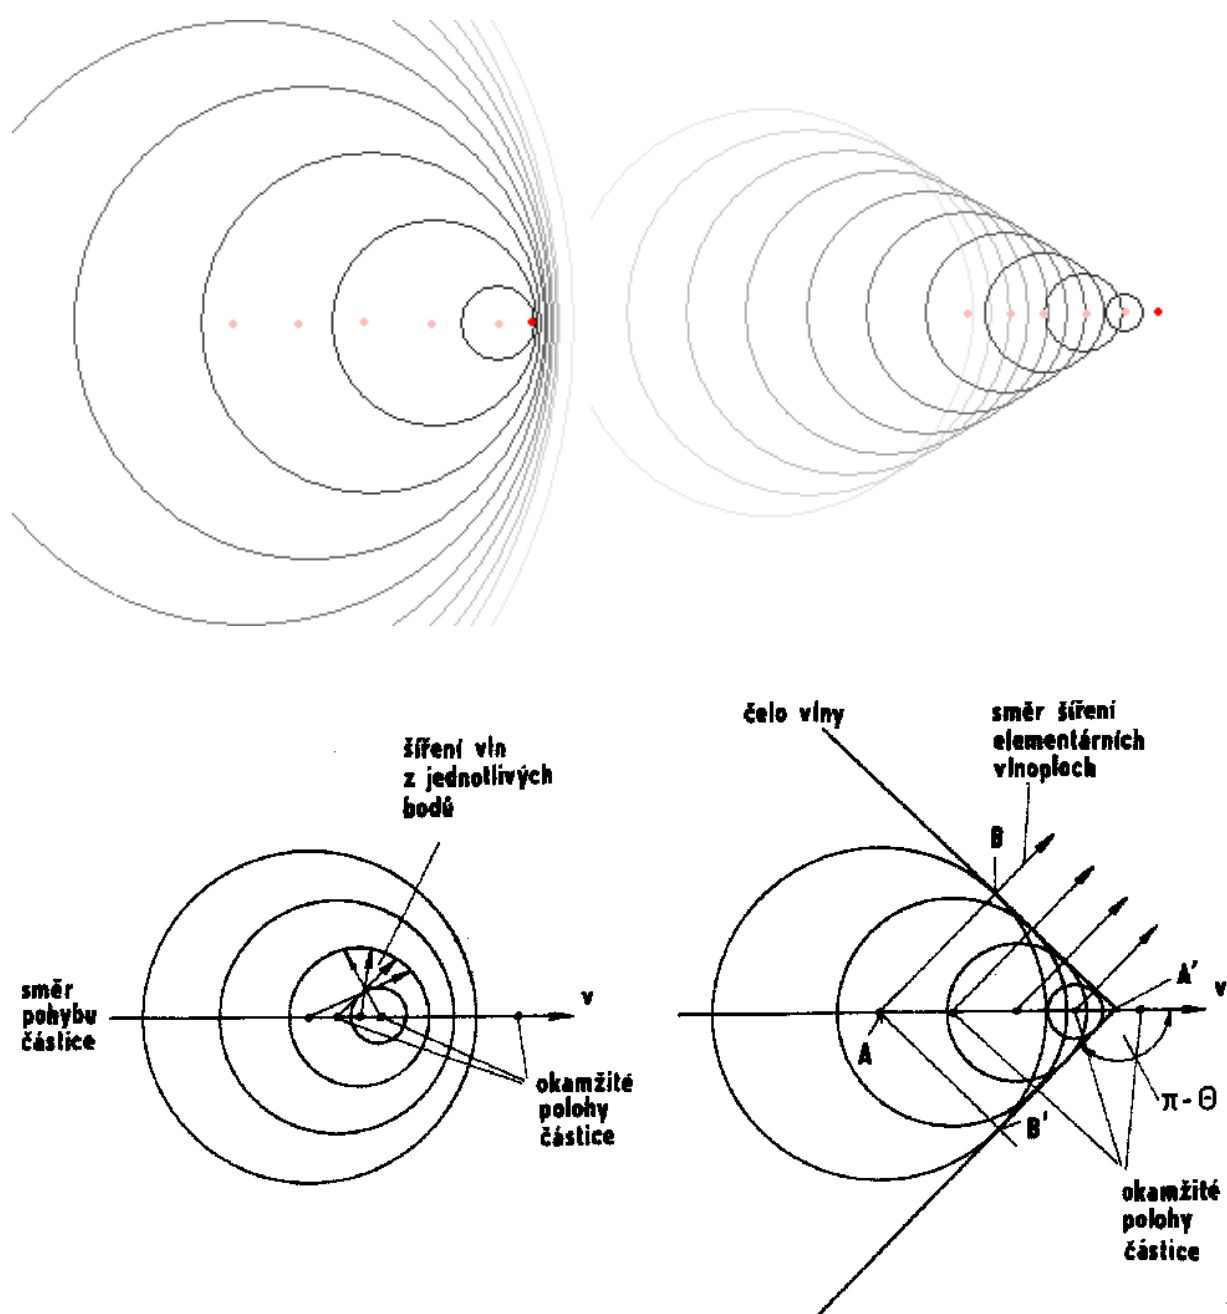 čelo vlny
směr šíření
elementárních
vlnoploch
šíření vln
z jednotlivých
bodů
B
směr
pohybu
částice
v
A'
v
A
okamžité
polohy
částice
π-Θ
B'
okamžité
polohy
částice